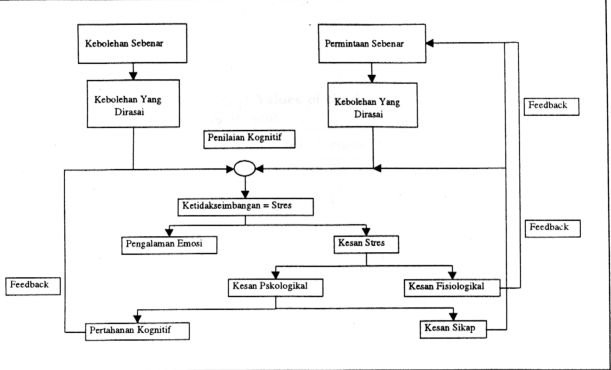 Kebolehan Sebenar
Permintaan Sebenar
Kebolehan Yang
Dirasai
Kebolehan Yang
Dirasai
Feedback
Penilaian Kognitif
Ketidakseimbangan = Stres
Pengalaman Emosi
Kesan Stres
Feedback
Feedback
Kesan Pskologikal
Kesan Fisiologikal
Pertahanan Kognitif
Kesan Sikap